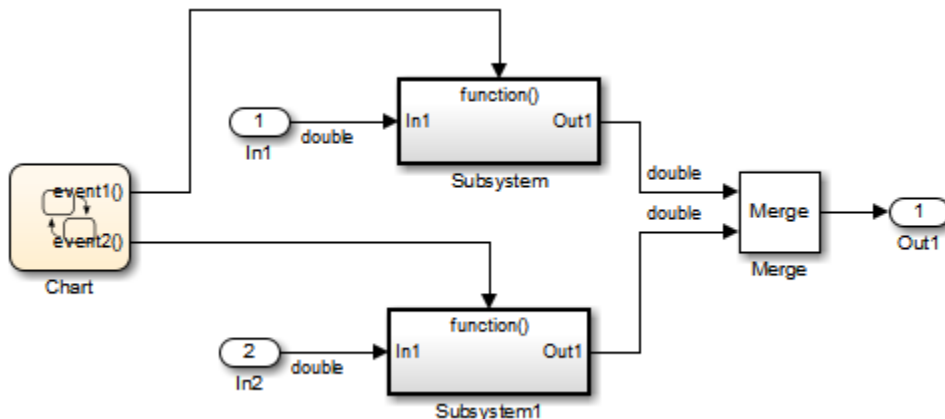 function()
1
In1
double
In1
Out1
Subsystem
event1()
event2()
Chart
double
double
Merge
Merge
1
Out1
function()
2
In2
double
In1
Out1
Subsystem1